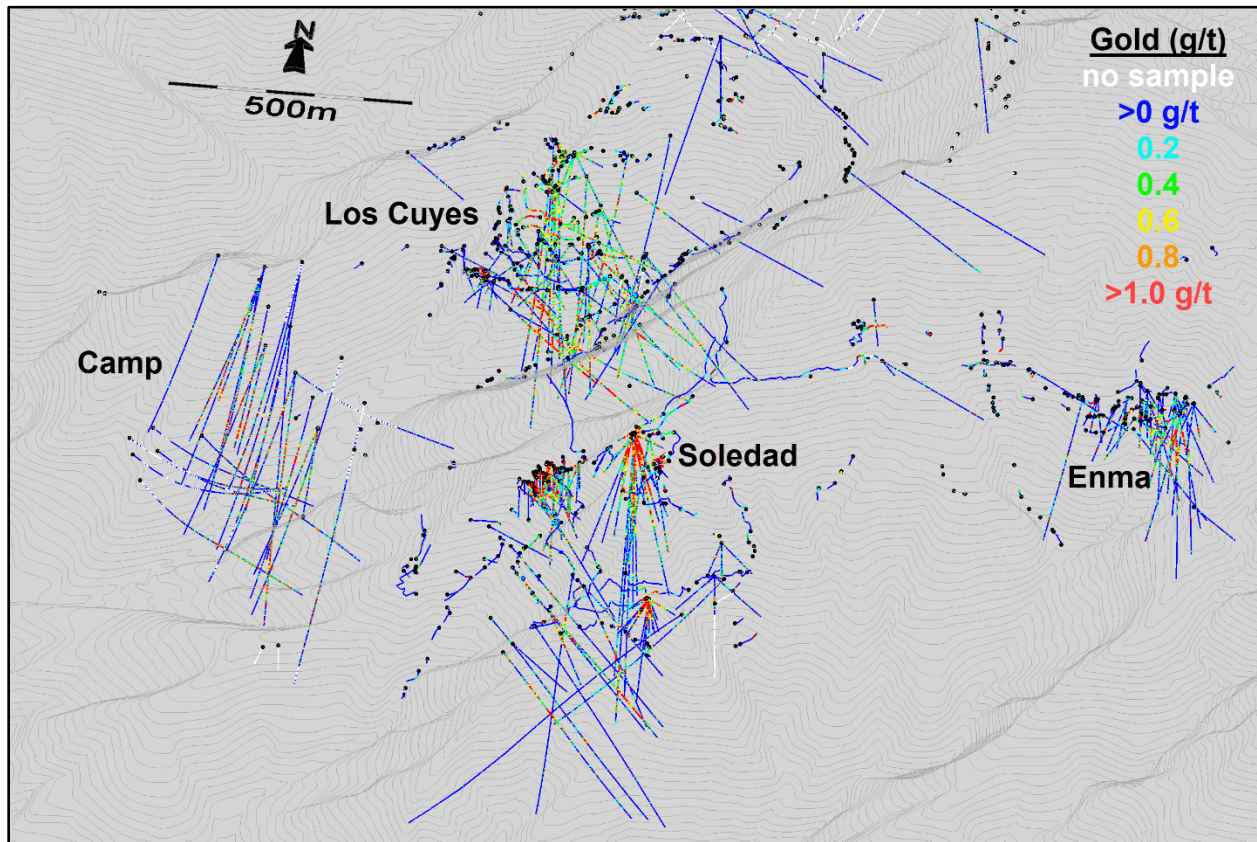 N
500m
Gold (g/t)
no sample
>0 g/t
0.2
0.4
0.6
0.8
>1.0 g/t
Los Cuyes
Camp
Soledad
Enma